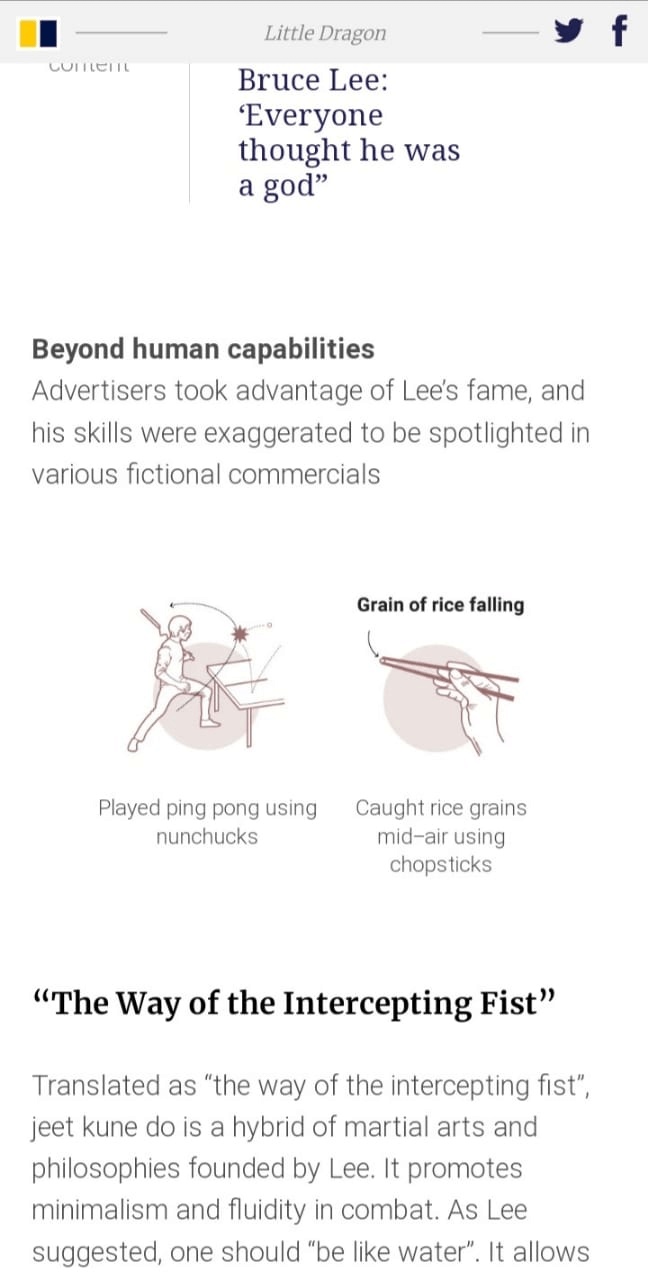 Little Dragon
content
Bruce Lee:
‘Everyone
thought he was
a god”
Beyond human capabilities
Advertisers took advantage of Lee’s fame, and
his skills were exaggerated to be spotlighted in
various fictional commercials
Grain of rice falling
Played ping pong using
nunchucks
Caught rice grains
mid-air using
chopsticks
“The Way of the Intercepting Fist”
Translated as “the way of the intercepting fist”,
jeet kune do is a hybrid of martial arts and
philosophies founded by Lee. It promotes
minimalism and fluidity in combat. As Lee
suggested, one should “be like water”. It allows